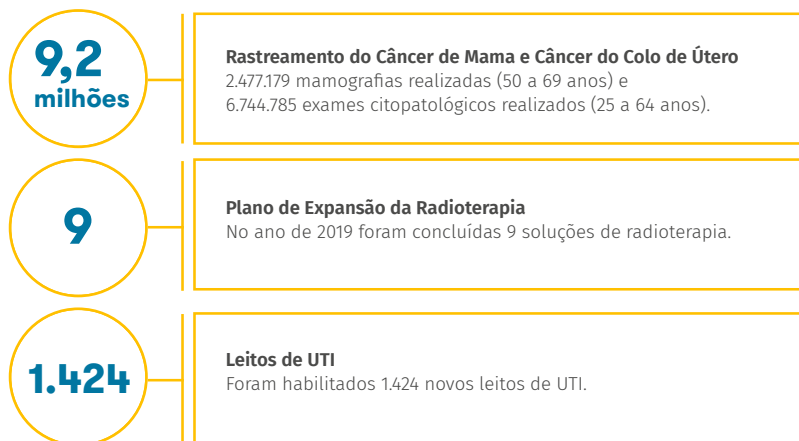 9,2
milhões
Rastreamento do Câncer de Mama e Câncer do Colo de Útero
2.477.179 mamografias realizadas (50 a 69 anos) e
6.744.785 exames citopatológicos realizados (25 a 64 anos).
9
Plano de Expansão da Radioterapia
No ano de 2019 foram concluídas 9 soluções de radioterapia.
1.424
Leitos de UTI
Foram habilitados 1.424 novos leitos de UTI.